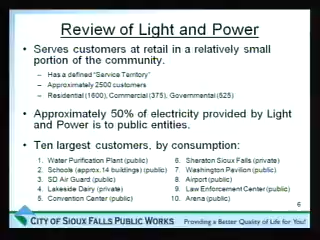 Review of Light and Power
• Serves customers at retail in a relatively small
portion of the community.
– Has a defined "Service Territory"
– Approximately 2500 customers
– Residential (1600), Commercial (375), Governmental (525)
• Approximately 50% of electricity provided by Light
and Power is to public entities.
• Ten largest customers, by consumption:
1. Water Purification Plant (public)
2. Schools (approx.14 buildings) (public)
3. SD Air Guard (public)
4. Lakeside Dairy (private)
5. Convention Center (public)
6. Sheraton Sioux Falls (private)
7. Washington Pavilion (public)
8. Airport (public)
9. Law Enforcement Center (public)
10. Arena (public)
6
CITY OF SIOUX FALLS PUBLIC WORKS
Providing a Better Quality of Life for You!